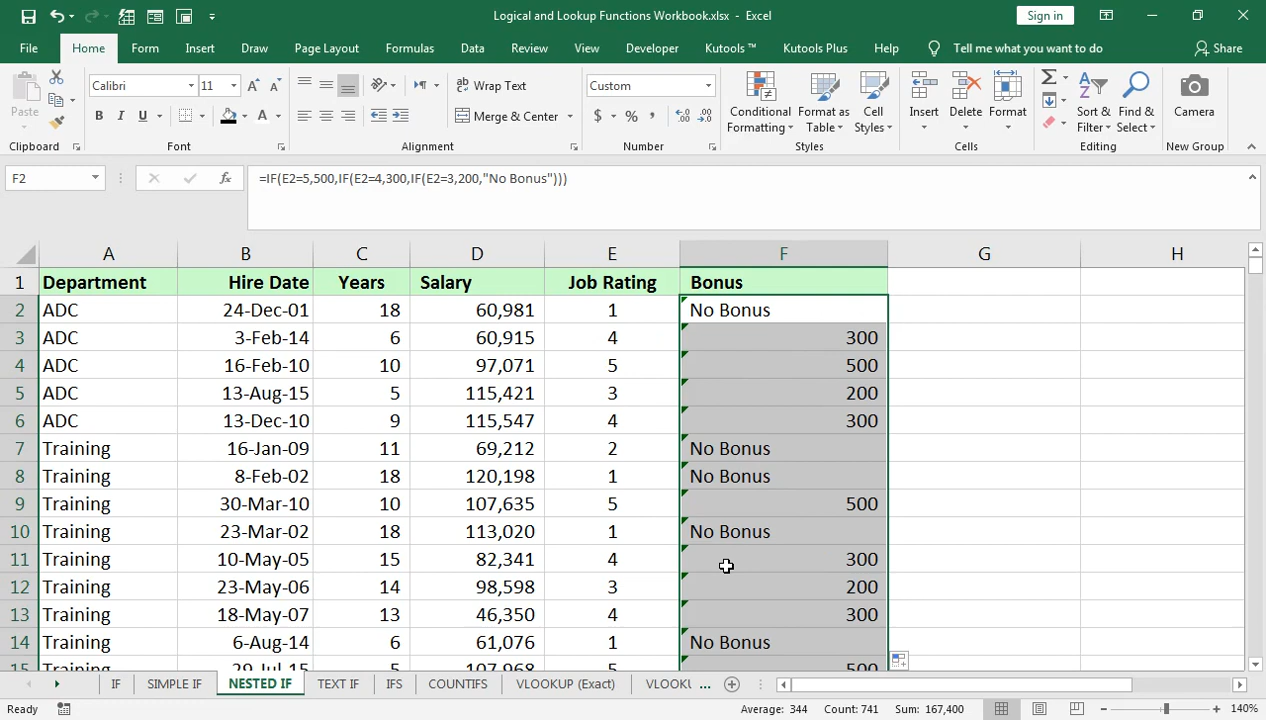 Logical and Lookup Functions Workbook.xlsx - Excel
Sign in
File Home Form Insert Draw Page Layout Formulas Data Review View Developer Kutools ™ Kutools Plus Help Tell me what you want to do Share
Paste
Calibri 11
B I U
Wrap Text
Merge & Center
Custom
$ % ,
Conditional Formatting
Format as Table
Cell Styles
Insert
Delete
Format
Sort & Filter
Find & Select
Camera
Clipboard Font Alignment Number Styles Cells Editing New Group
F2 fx =IF(E2=5,500,IF(E2=4,300,IF(E2=3,200,"No Bonus")))
A B C D E F G H
1 Department Hire Date Years Salary Job Rating Bonus
2 ADC 24-Dec-01 18 60,981 1 No Bonus
3 ADC 3-Feb-14 6 60,915 4 300
4 ADC 16-Feb-10 10 97,071 5 500
5 ADC 13-Aug-15 5 115,421 3 200
6 ADC 13-Dec-10 9 115,547 4 300
7 Training 16-Jan-09 11 69,212 2 No Bonus
8 Training 8-Feb-02 18 120,198 1 No Bonus
9 Training 30-Mar-10 10 107,635 5 500
10 Training 23-Mar-02 18 113,020 1 No Bonus
11 Training 10-May-05 15 82,341 4 300
12 Training 23-May-06 14 98,598 3 200
13 Training 18-May-07 13 46,350 4 300
14 Training 6-Aug-14 6 61,076 1 No Bonus
15 Training 29-Jul-15 5 107,968 5 500
IF SIMPLE IF NESTED IF TEXT IF IFS COUNTIFS VLOOKUP (Exact) VLOOKU ...
Ready Average: 344 Count: 741 Sum: 167,400 140%